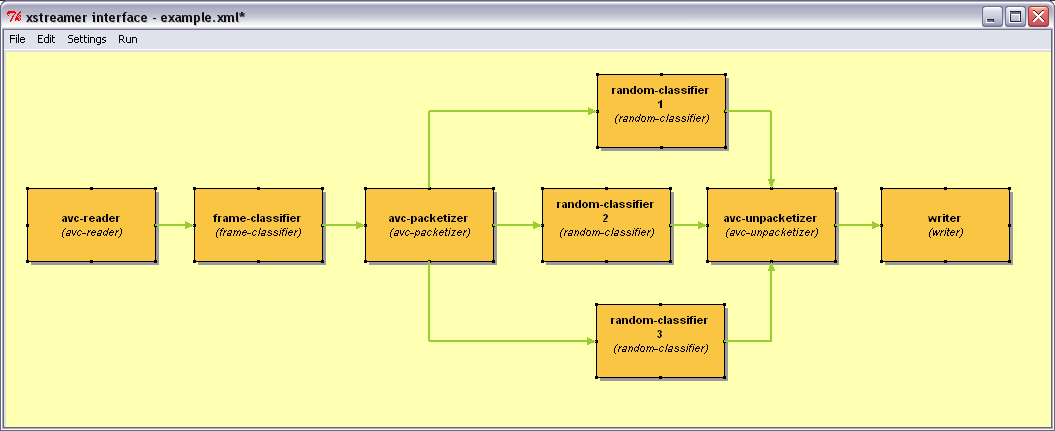 xstreamer interface - example.xml*
File Edit Settings Run
random-classifier
1
(random-classifier)
avc-reader
(avc-reader)
frame-classifier
(frame-classifier)
avc-packetizer
(avc-packetizer)
random-classifier
2
(random-classifier)
avc-unpacketizer
(avc-unpacketizer)
writer
(writer)
random-classifier
3
(random-classifier)